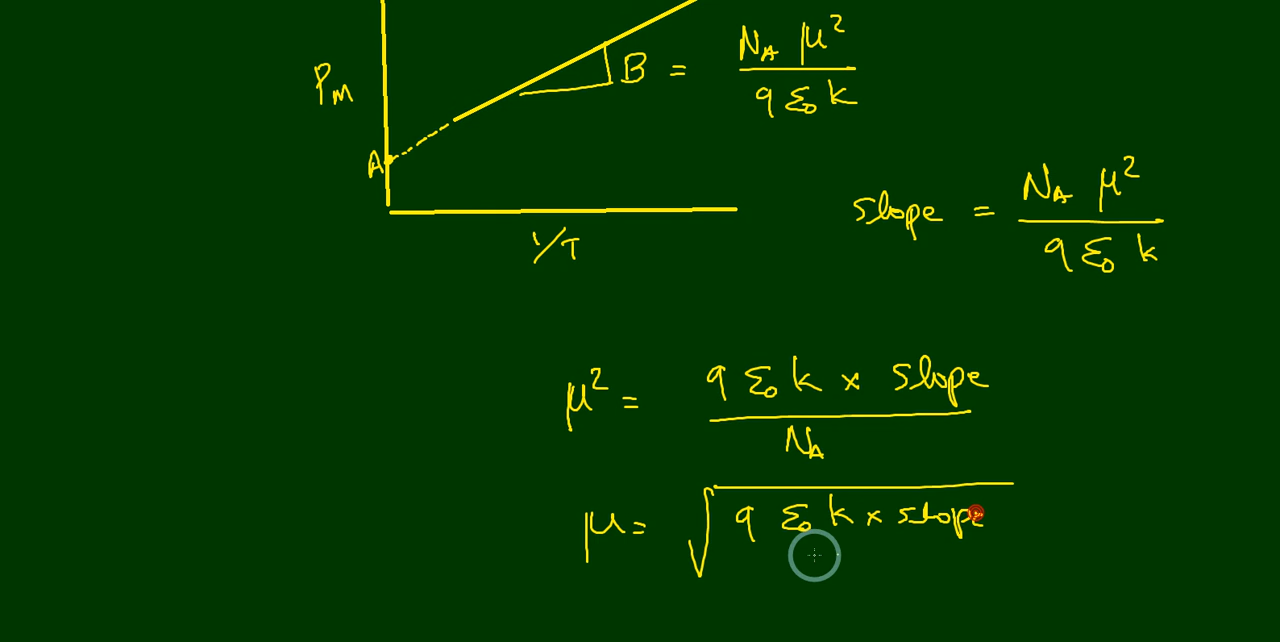 P_M
B = N_A μ² / 9 ε₀ k
A
1/T
slope = N_A μ² / 9 ε₀ k
μ² = 9 ε₀ k × slope / N_A
μ = √(9 ε₀ k × slope)